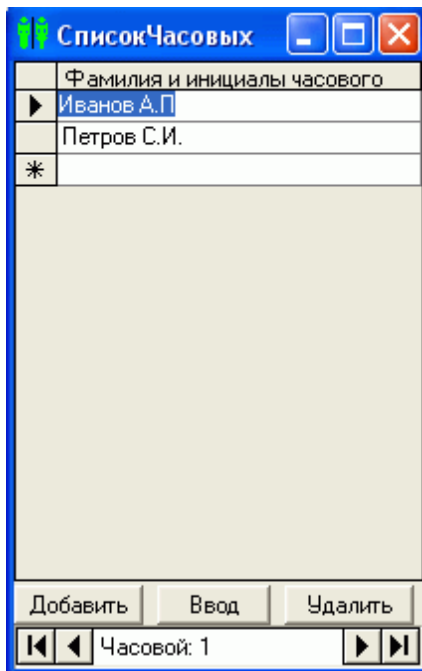 СписокЧасовых
Фамилия и инициалы часового
Иванов А.П
Петров С.И.
Добавить Ввод Удалить
Часовой: 1